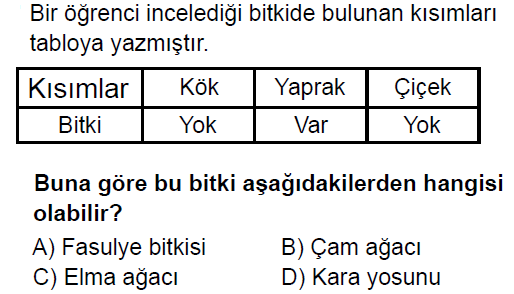 Bir öğrenci incelediği bitkide bulunan kısımları
tabloya yazmıştır.
Kısımlar Kök Yaprak Çiçek
Bitki Yok Var Yok
Buna göre bu bitki aşağıdakilerden hangisi
olabilir?
A) Fasulye bitkisi B) Çam ağacı
C) Elma ağacı D) Kara yosunu